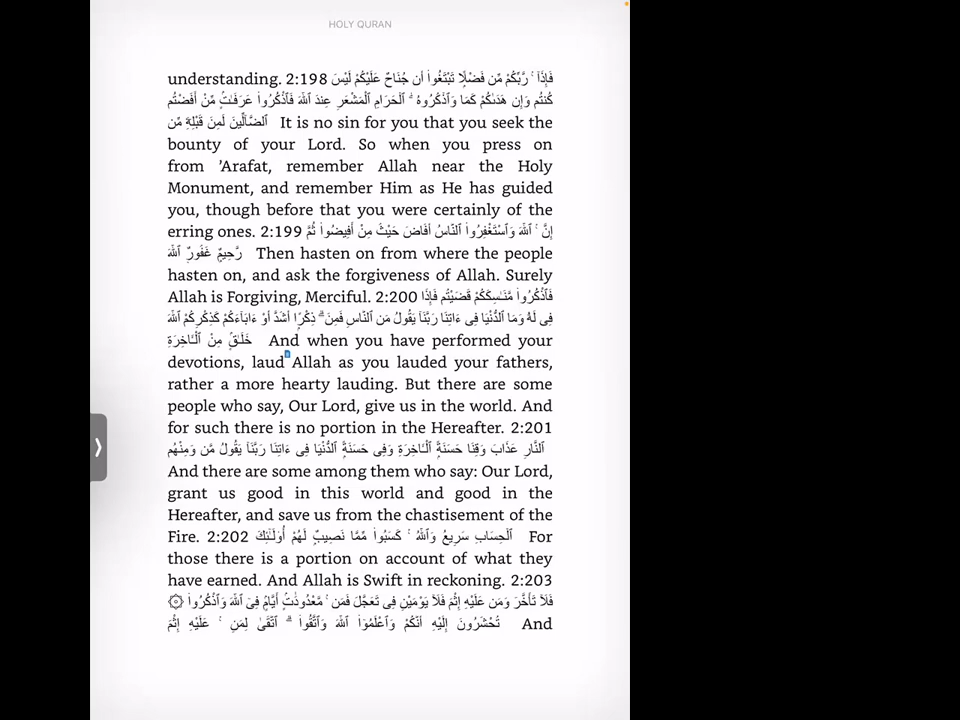 HOLY QURAN
understanding. 2:198 لَيْسَ عَلَيْكُمْ جُنَاحٌ أَن تَبْتَغُوا۟ فَضْلًا مِّن رَّبِّكُمْ ۚ فَإِذَآ
أَفَضْتُم مِّنْ عَرَفَـٰتٍ فَٱذْكُرُوا۟ ٱللَّهَ عِندَ ٱلْمَشْعَرِ ٱلْحَرَامِ ۖ وَٱذْكُرُوهُ كَمَا هَدَىٰكُمْ وَإِن كُنتُم
مِّن قَبْلِهِۦ لَمِنَ ٱلضَّآلِّينَ It is no sin for you that you seek the
bounty of your Lord. So when you press on
from ’Arafat, remember Allah near the Holy
Monument, and remember Him as He has guided
you, though before that you were certainly of the
erring ones. 2:199 ثُمَّ أَفِيضُوا۟ مِنْ حَيْثُ أَفَاضَ ٱلنَّاسُ وَٱسْتَغْفِرُوا۟ ٱللَّهَ ۚ إِنَّ
ٱللَّهَ غَفُورٌ رَّحِيمٌ Then hasten on from where the people
hasten on, and ask the forgiveness of Allah. Surely
Allah is Forgiving, Merciful. 2:200 فَإِذَا قَضَيْتُم مَّنَـٰسِكَكُمْ فَٱذْكُرُوا۟
ٱللَّهَ كَذِكْرِكُمْ ءَابَآءَكُمْ أَوْ أَشَدَّ ذِكْرًا ۗ فَمِنَ ٱلنَّاسِ مَن يَقُولُ رَبَّنَآ ءَاتِنَا فِى ٱلدُّنْيَا وَمَا لَهُۥ فِى
ٱلْـَٔاخِرَةِ مِنْ خَلَـٰقٍ And when you have performed your
devotions, laud Allah as you lauded your fathers,
rather a more hearty lauding. But there are some
people who say, Our Lord, give us in the world. And
for such there is no portion in the Hereafter. 2:201
وَمِنْهُم مَّن يَقُولُ رَبَّنَآ ءَاتِنَا فِى ٱلدُّنْيَا حَسَنَةً وَفِى ٱلْـَٔاخِرَةِ حَسَنَةً وَقِنَا عَذَابَ ٱلنَّارِ
And there are some among them who say: Our Lord,
grant us good in this world and good in the
Hereafter, and save us from the chastisement of the
Fire. 2:202 أُو۟لَـٰٓئِكَ لَهُمْ نَصِيبٌ مِّمَّا كَسَبُوا۟ ۚ وَٱللَّهُ سَرِيعُ ٱلْحِسَابِ For
those there is a portion on account of what they
have earned. And Allah is Swift in reckoning. 2:203
۞ وَٱذْكُرُوا۟ ٱللَّهَ فِىٓ أَيَّامٍ مَّعْدُودَٰتٍ ۚ فَمَن تَعَجَّلَ فِى يَوْمَيْنِ فَلَآ إِثْمَ عَلَيْهِ وَمَن تَأَخَّرَ فَلَآ
إِثْمَ عَلَيْهِ ۚ لِمَنِ ٱتَّقَىٰ ۗ وَٱتَّقُوا۟ ٱللَّهَ وَٱعْلَمُوٓا۟ أَنَّكُمْ إِلَيْهِ تُحْشَرُونَ And